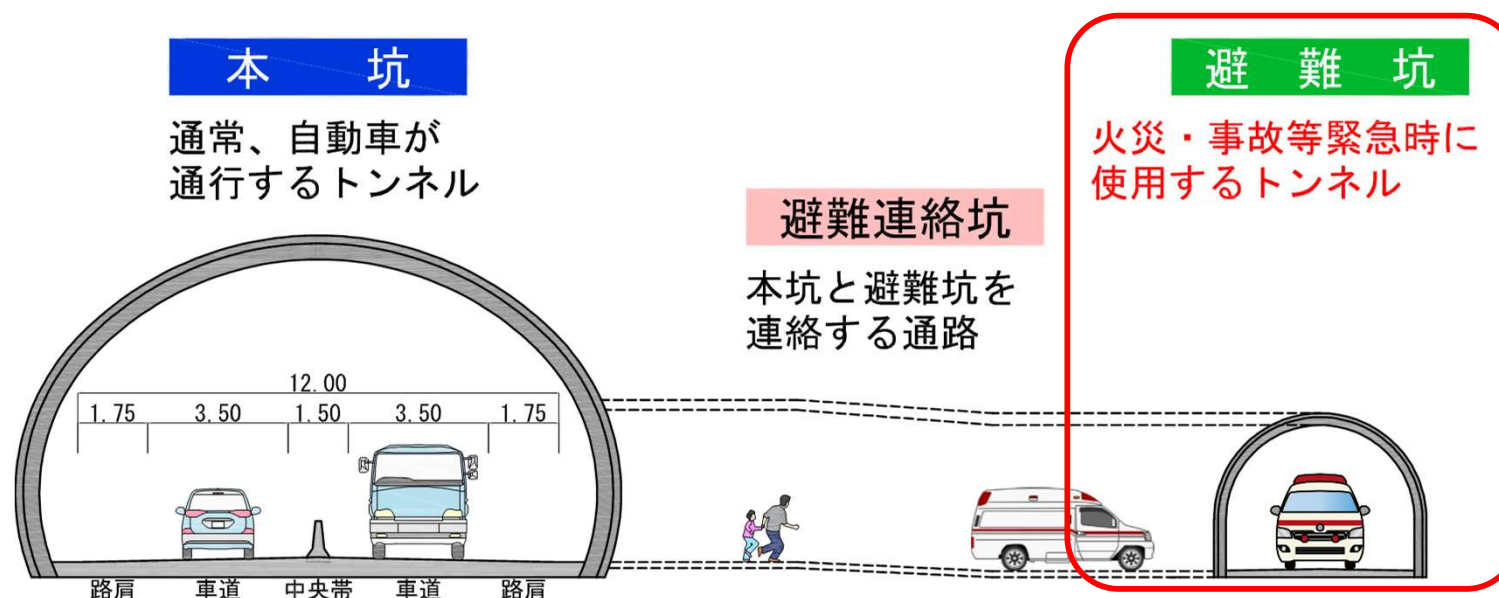 本坑
通常、自動車が
通行するトンネル
避難連絡坑
本坑と避難坑を
連絡する通路
避難坑
火災・事故等緊急時に
使用するトンネル
12.00
1.75 3.50 1.50 3.50 1.75
路肩 車道 中央帯 車道 路肩